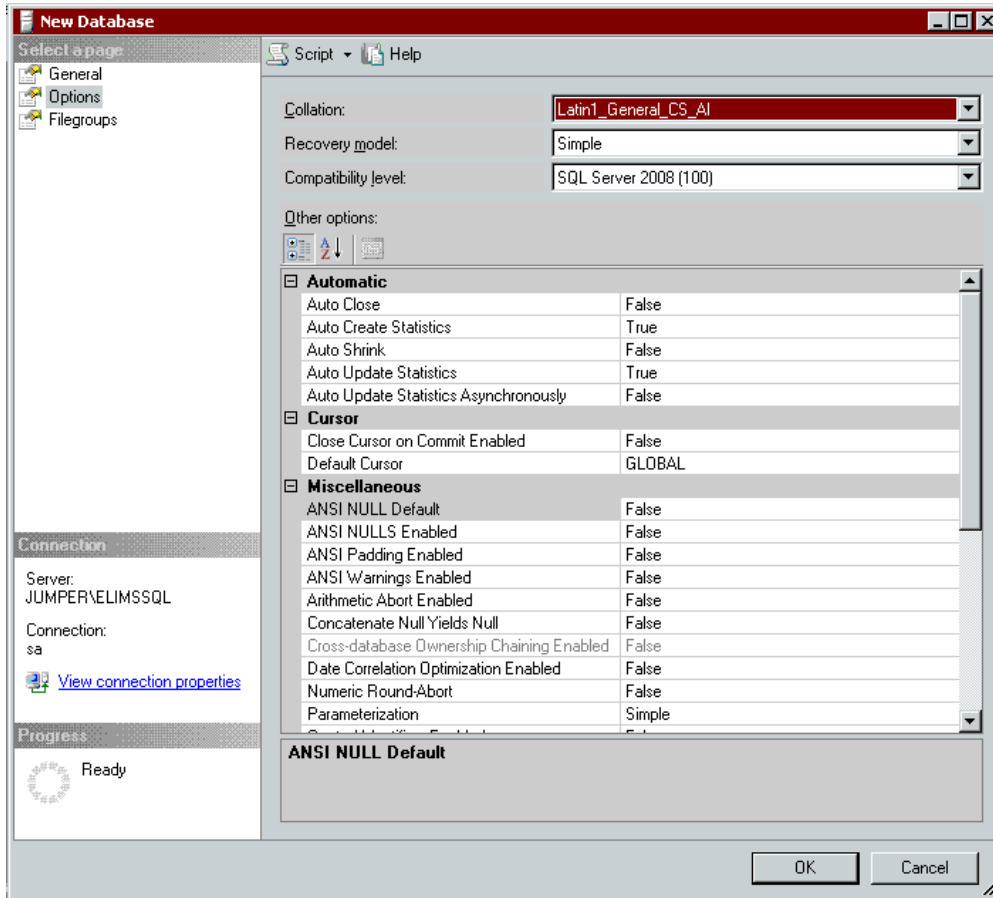 New Database
Select a page
General
Options
Filegroups
Script Help
Collation: Latin1_General_CS_AI
Recovery model: Simple
Compatibility level: SQL Server 2008 (100)
Other options:
Automatic
Auto Close False
Auto Create Statistics True
Auto Shrink False
Auto Update Statistics True
Auto Update Statistics Asynchronously False
Cursor
Close Cursor on Commit Enabled False
Default Cursor GLOBAL
Miscellaneous
ANSI NULL Default False
ANSI NULLS Enabled False
ANSI Padding Enabled False
ANSI Warnings Enabled False
Arithmetic Abort Enabled False
Concatenate Null Yields Null False
Cross-database Ownership Chaining Enabled False
Date Correlation Optimization Enabled False
Numeric Round-Abort False
Parameterization Simple
ANSI NULL Default
Connection
Server:
JUMPER\ELIMSSQL
Connection:
sa
View connection properties
Progress
Ready
OK Cancel